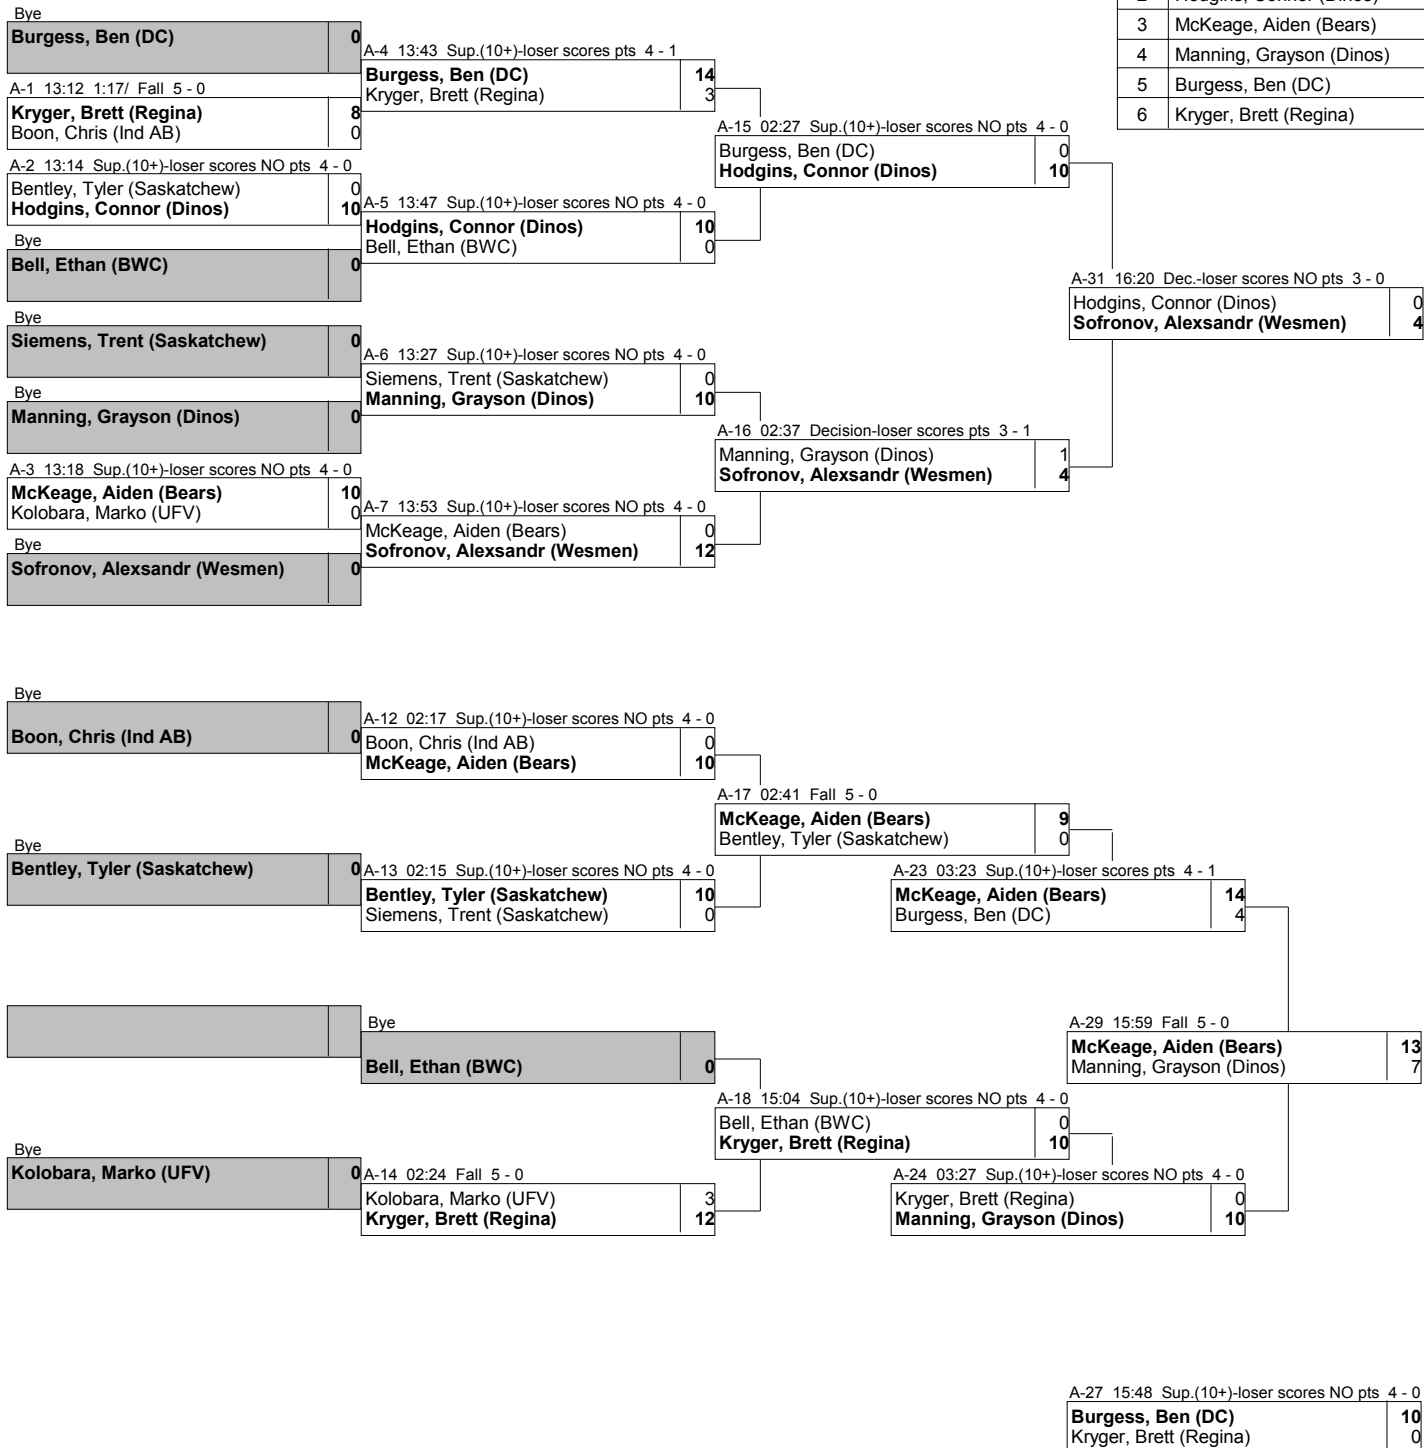 2 Hodgins, Connor (Dinos)
3 McKeage, Aiden (Bears)
4 Manning, Grayson (Dinos)
5 Burgess, Ben (DC)
6 Kryger, Brett (Regina)
Bye
Burgess, Ben (DC) 0
A-1 13:12 1:17/ Fall 5 - 0
Kryger, Brett (Regina) 8
Boon, Chris (Ind AB) 0
A-2 13:14 Sup.(10+)-loser scores NO pts 4 - 0
Bentley, Tyler (Saskatchew) 0
Hodgins, Connor (Dinos) 10
Bye
Bell, Ethan (BWC) 0
Bye
Siemens, Trent (Saskatchew) 0
Bye
Manning, Grayson (Dinos) 0
A-3 13:18 Sup.(10+)-loser scores NO pts 4 - 0
McKeage, Aiden (Bears) 10
Kolobara, Marko (UFV) 0
Bye
Sofronov, Alexsandr (Wesmen) 0
A-4 13:43 Sup.(10+)-loser scores pts 4 - 1
Burgess, Ben (DC) 14
Kryger, Brett (Regina) 3
A-5 13:47 Sup.(10+)-loser scores NO pts 4 - 0
Hodgins, Connor (Dinos) 10
Bell, Ethan (BWC) 0
A-6 13:27 Sup.(10+)-loser scores NO pts 4 - 0
Siemens, Trent (Saskatchew) 0
Manning, Grayson (Dinos) 10
A-7 13:53 Sup.(10+)-loser scores NO pts 4 - 0
McKeage, Aiden (Bears) 0
Sofronov, Alexsandr (Wesmen) 12
A-15 02:27 Sup.(10+)-loser scores NO pts 4 - 0
Burgess, Ben (DC) 0
Hodgins, Connor (Dinos) 10
A-16 02:37 Decision-loser scores pts 3 - 1
Manning, Grayson (Dinos) 1
Sofronov, Alexsandr (Wesmen) 4
A-31 16:20 Dec.-loser scores NO pts 3 - 0
Hodgins, Connor (Dinos) 0
Sofronov, Alexsandr (Wesmen) 4
Bye
Boon, Chris (Ind AB) 0
Bye
Bentley, Tyler (Saskatchew) 0
Bye
Kolobara, Marko (UFV) 0
A-12 02:17 Sup.(10+)-loser scores NO pts 4 - 0
Boon, Chris (Ind AB) 0
McKeage, Aiden (Bears) 10
A-13 02:15 Sup.(10+)-loser scores NO pts 4 - 0
Bentley, Tyler (Saskatchew) 10
Siemens, Trent (Saskatchew) 0
Bye
Bell, Ethan (BWC) 0
A-14 02:24 Fall 5 - 0
Kolobara, Marko (UFV) 3
Kryger, Brett (Regina) 12
A-17 02:41 Fall 5 - 0
McKeage, Aiden (Bears) 9
Bentley, Tyler (Saskatchew) 0
A-18 15:04 Sup.(10+)-loser scores NO pts 4 - 0
Bell, Ethan (BWC) 0
Kryger, Brett (Regina) 10
A-23 03:23 Sup.(10+)-loser scores pts 4 - 1
McKeage, Aiden (Bears) 14
Burgess, Ben (DC) 4
A-24 03:27 Sup.(10+)-loser scores NO pts 4 - 0
Kryger, Brett (Regina) 0
Manning, Grayson (Dinos) 10
A-29 15:59 Fall 5 - 0
McKeage, Aiden (Bears) 13
Manning, Grayson (Dinos) 7
A-27 15:48 Sup.(10+)-loser scores NO pts 4 - 0
Burgess, Ben (DC) 10
Kryger, Brett (Regina) 0